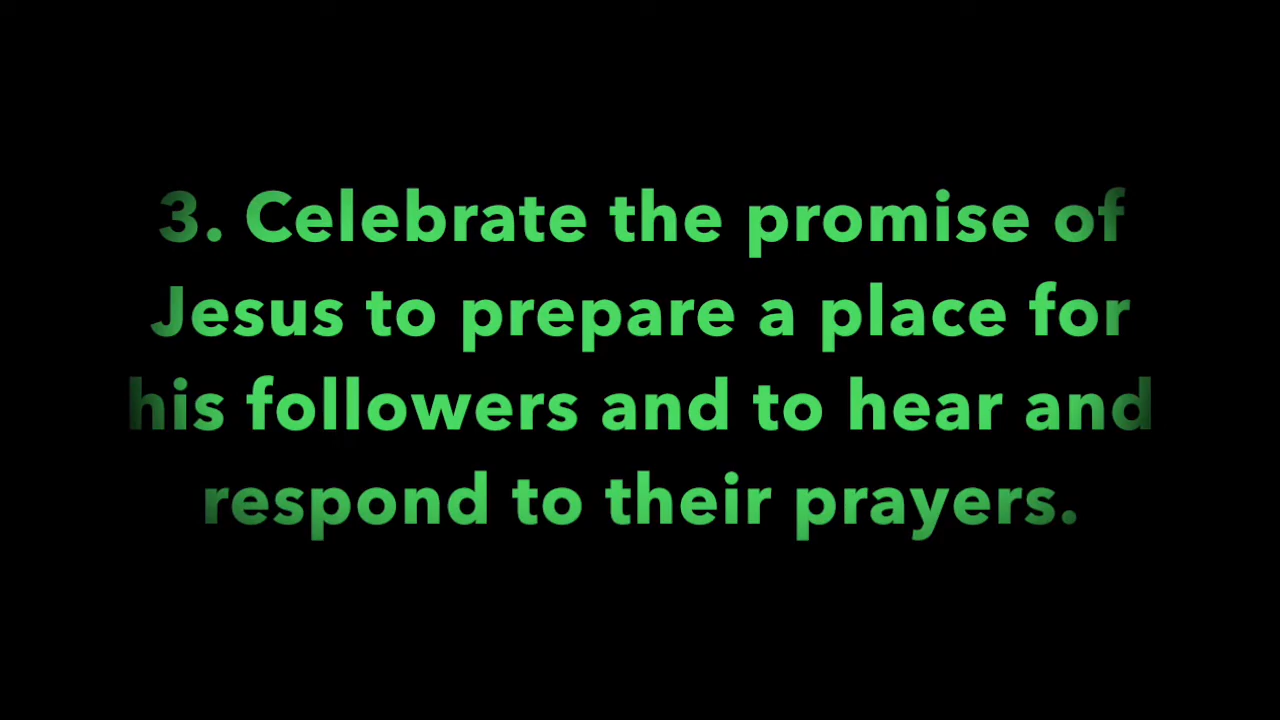 3. Celebrate the promise of
Jesus to prepare a place for
his followers and to hear and
respond to their prayers.